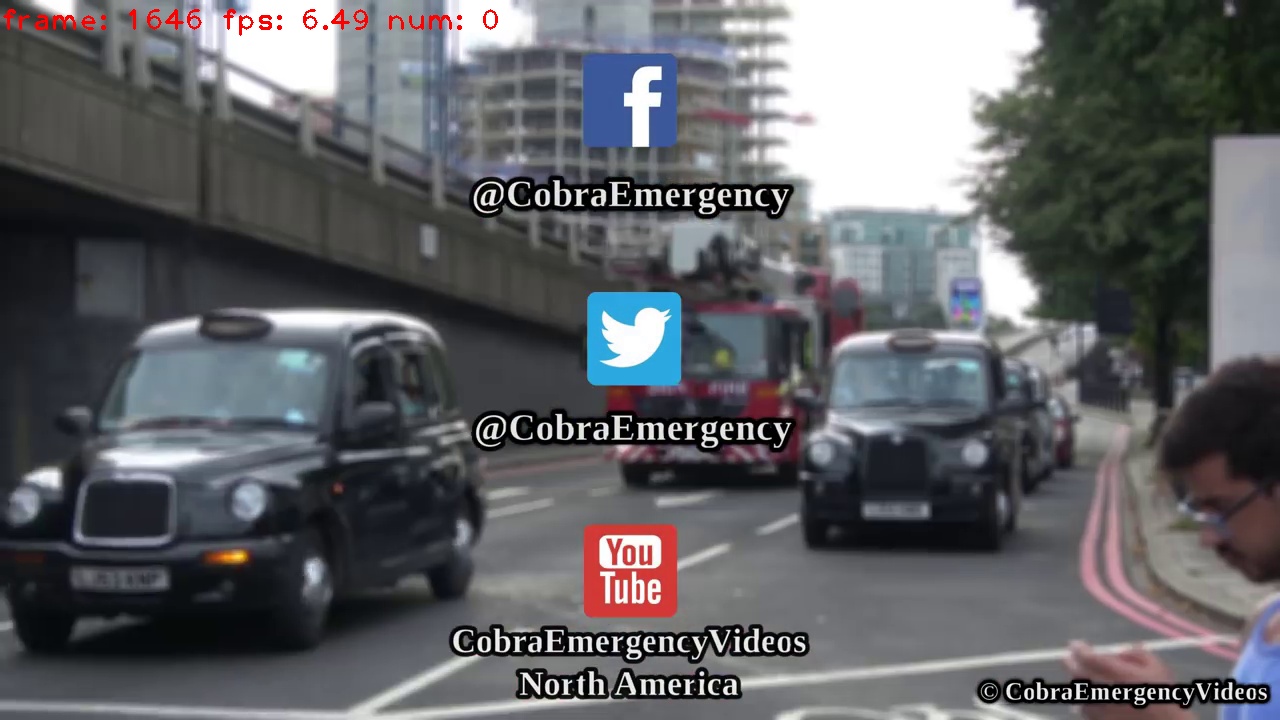 frame: 1646 fps: 6.49 num: 0
f
@CobraEmergency
@CobraEmergency
You
Tube
CobraEmergencyVideos
North America
© CobraEmergencyVideos